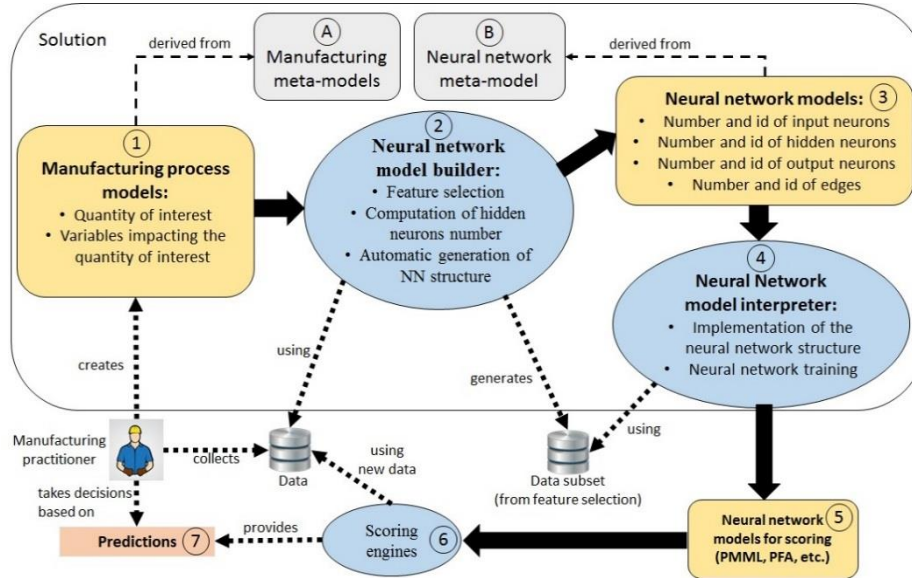 Solution
derived from
A
Manufacturing
meta-models
B
Neural network
meta-model
derived from
1
Manufacturing process
models:
• Quantity of interest
• Variables impacting the
quantity of interest
2
Neural network
model builder:
• Feature selection
• Computation of hidden
neurons number
• Automatic generation of
NN structure
Neural network models: 3
• Number and id of input neurons
• Number and id of hidden neurons
• Number and id of output neurons
• Number and id of edges
4
Neural Network
model interpreter:
• Implementation of the
neural network structure
• Neural network training
creates
using
generates
using
Manufacturing
practitioner
collects
Data
using
new data
Data subset
(from feature selection)
takes decisions
based on
Predictions 7
provides
Scoring
engines
6
Neural network 5
models for scoring
(PMML, PFA, etc.)